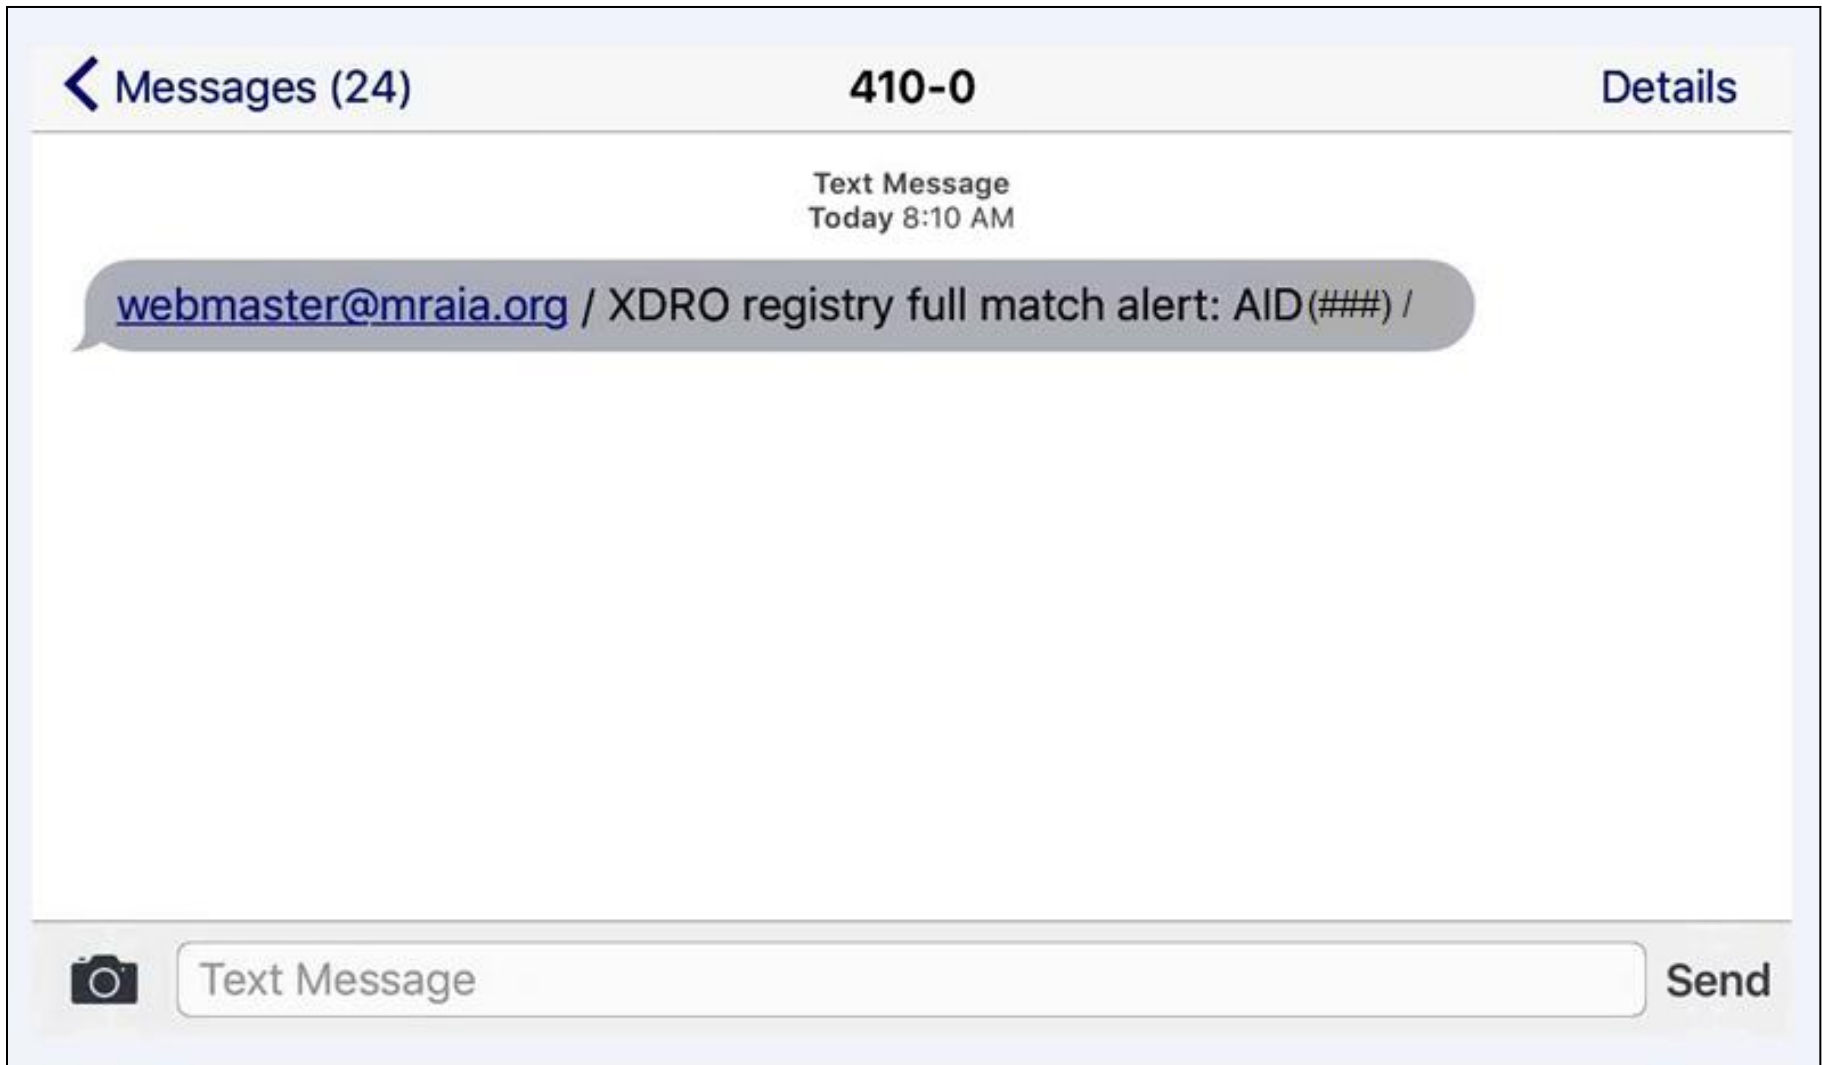 Messages (24)
410-0
Details
Text Message
Today 8:10 AM
webmaster@mraia.org / XDRO registry full match alert: AID(###) /
Text Message
Send